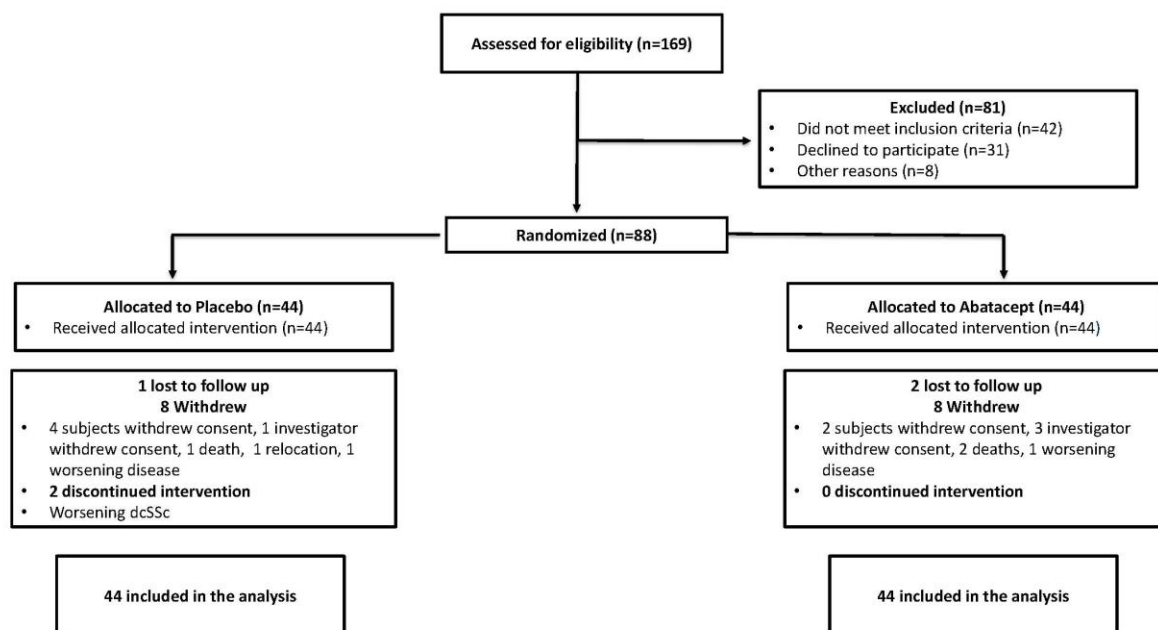 Assessed for eligibility (n=169)
Excluded (n=81)
• Did not meet inclusion criteria (n=42)
• Declined to participate (n=31)
• Other reasons (n=8)
Randomized (n=88)
Allocated to Placebo (n=44)
• Received allocated intervention (n=44)
Allocated to Abatacept (n=44)
• Received allocated intervention (n=44)
1 lost to follow up
8 Withdrew
• 4 subjects withdrew consent, 1 investigator
withdrew consent, 1 death, 1 relocation, 1
worsening disease
• 2 discontinued intervention
• Worsening dcSSc
2 lost to follow up
8 Withdrew
• 2 subjects withdrew consent, 3 investigator
withdrew consent, 2 deaths, 1 worsening
disease
• 0 discontinued intervention
44 included in the analysis
44 included in the analysis